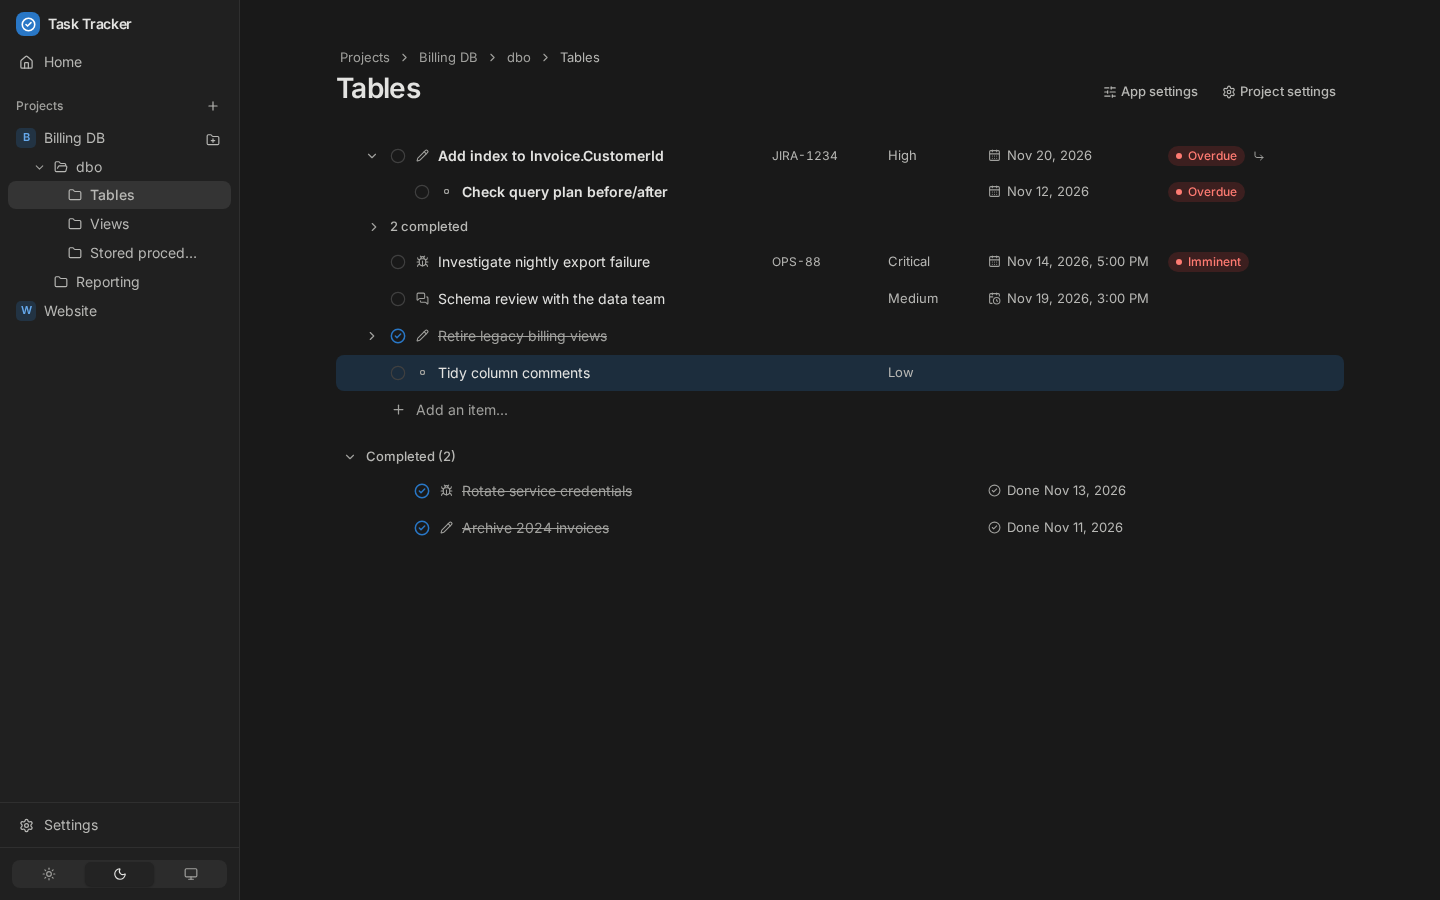 Task Tracker
Home
Projects
B Billing DB
dbo
Tables
Views
Stored proced...
Reporting
W Website
Settings
Projects > Billing DB > dbo > Tables
Tables
App settings Project settings
Add index to Invoice.CustomerId JIRA-1234 High Nov 20, 2026 Overdue
Check query plan before/after Nov 12, 2026 Overdue
2 completed
Investigate nightly export failure OPS-88 Critical Nov 14, 2026, 5:00 PM Imminent
Schema review with the data team Medium Nov 19, 2026, 3:00 PM
Retire legacy billing views
Tidy column comments Low
Add an item...
Completed (2)
Rotate service credentials Done Nov 13, 2026
Archive 2024 invoices Done Nov 11, 2026